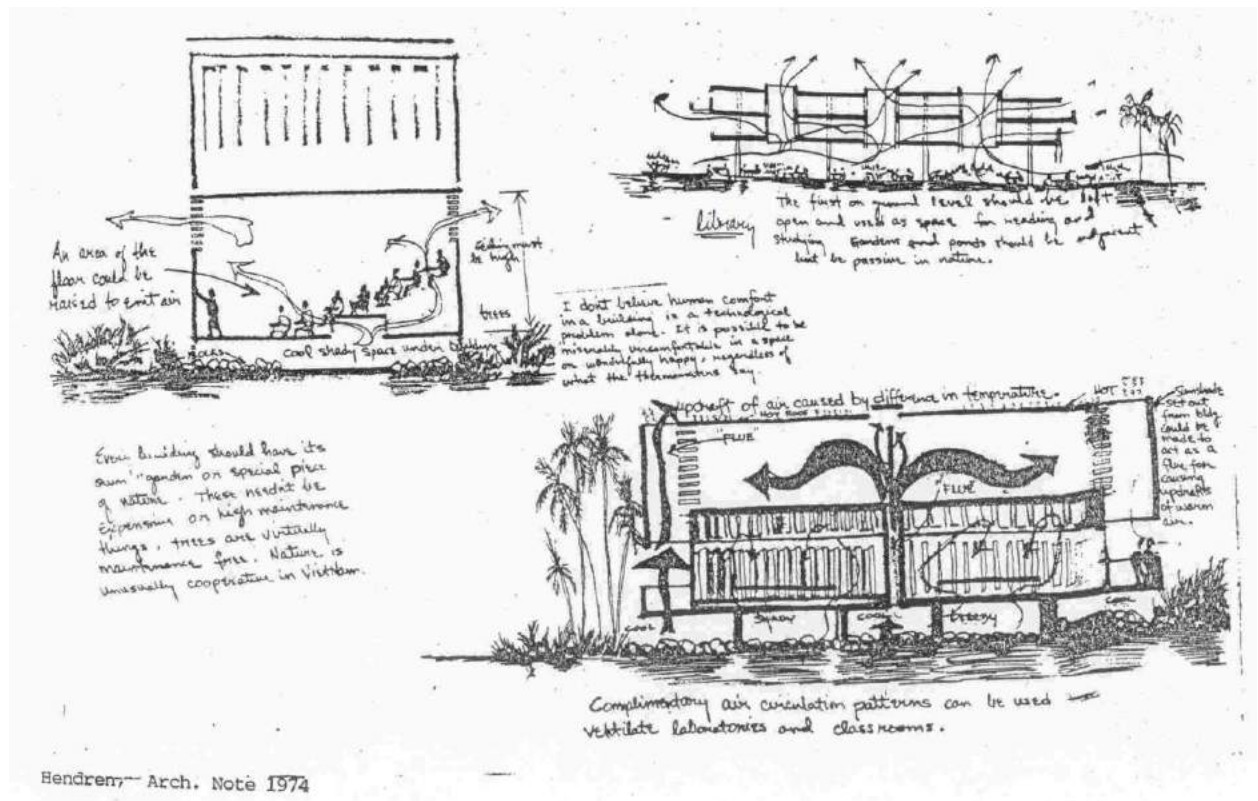 An area of the
floor could be
raised to emit air
ceiling must
be high
trees
ROCKS
cool shady space under building
library
The first or ground level should be left
open and used as space for reading and
studying. Gardens and ponds should be adjacent
but be passive in nature.
I don't believe human comfort
in a building is a technological
problem alone. It is possible to be
miserably uncomfortable in a space
or wonderfully happy, regardless of
what the thermometers say.
Every building should have its
own "garden or special piece
of nature. These needn't be
expensive or high maintenance
things, trees are virtually
maintenance free. Nature is
unusually cooperative in Vietnam.
updraft of air caused by difference in temperature.
HOT ROOF
HOT
"FLUE"
"FLUE"
Sunshade
set out
from bldg
could be
made to
act as a
flue for
causing
updrafts
of warm
air.
COOL
SHADY
COOL
BREEZY
COOL
Complimentary air circulation patterns can be used
ventilate laboratories and classrooms.
Hendren, Arch. Note 1974